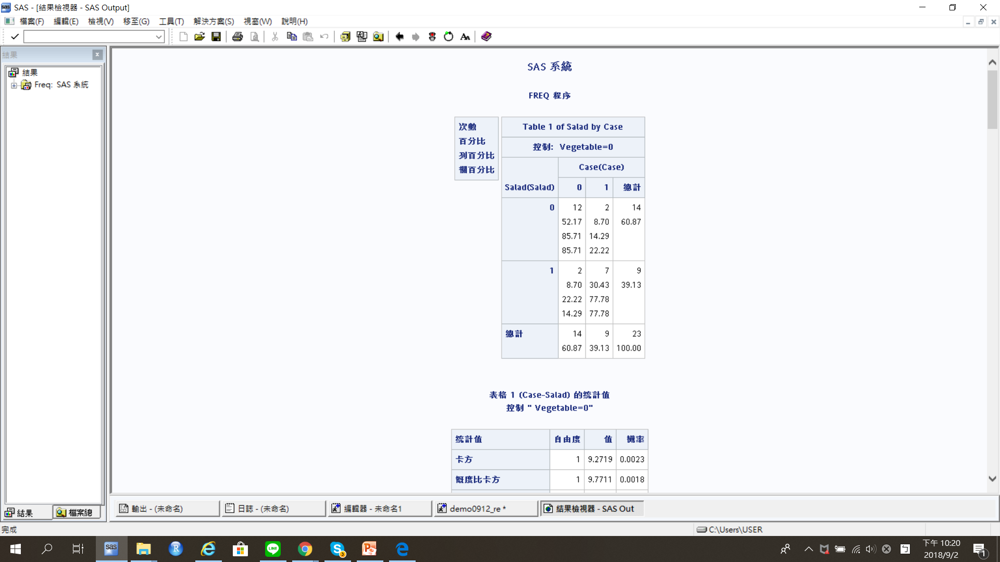 SAS - [結果檢視器 - SAS Output]
檔案(F) 編輯(E) 檢視(V) 移至(G) 工具(T) 解決方案(S) 視窗(W) 說明(H)
結果
結果
Freq: SAS 系統
SAS 系統
FREQ 程序
次數
百分比
列百分比
欄百分比
Table 1 of Salad by Case
控制: Vegetable=0
Case(Case)
Salad(Salad) 0 1 總計
0 12 2 14
52.17 8.70 60.87
85.71 14.29
85.71 22.22
1 2 7 9
8.70 30.43 39.13
22.22 77.78
14.29 77.78
總計 14 9 23
60.87 39.13 100.00
表格 1 (Case-Salad) 的統計值
控制 " Vegetable=0"
統計值 自由度 值 機率
卡方 1 9.2719 0.0023
概度比卡方 1 9.7711 0.0018
結果 檔案總
輸出 - (未命名) 日誌 - (未命名) 編輯器 - 未命名1 demo0912_re * 結果檢視器 - SAS Out
完成 C:\Users\USER
下午 10:20
2018/9/2